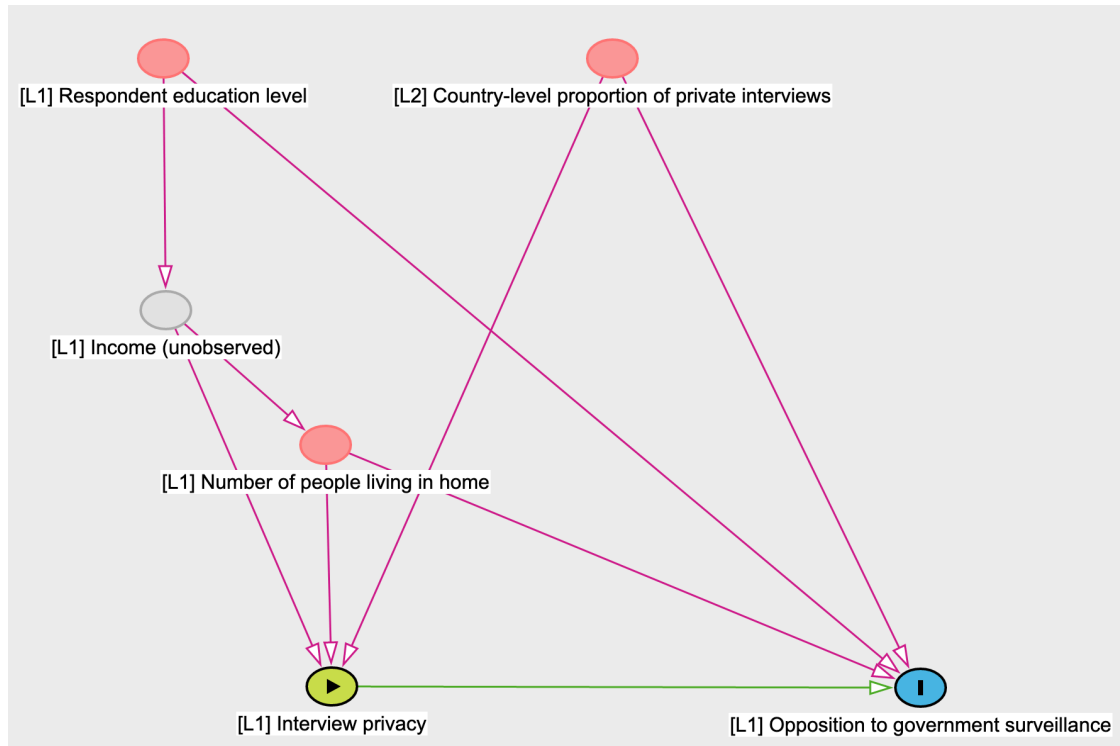 [L1] Respondent education level
[L2] Country-level proportion of private interviews
[L1] Income (unobserved)
[L1] Number of people living in home
[L1] Interview privacy
[L1] Opposition to government surveillance